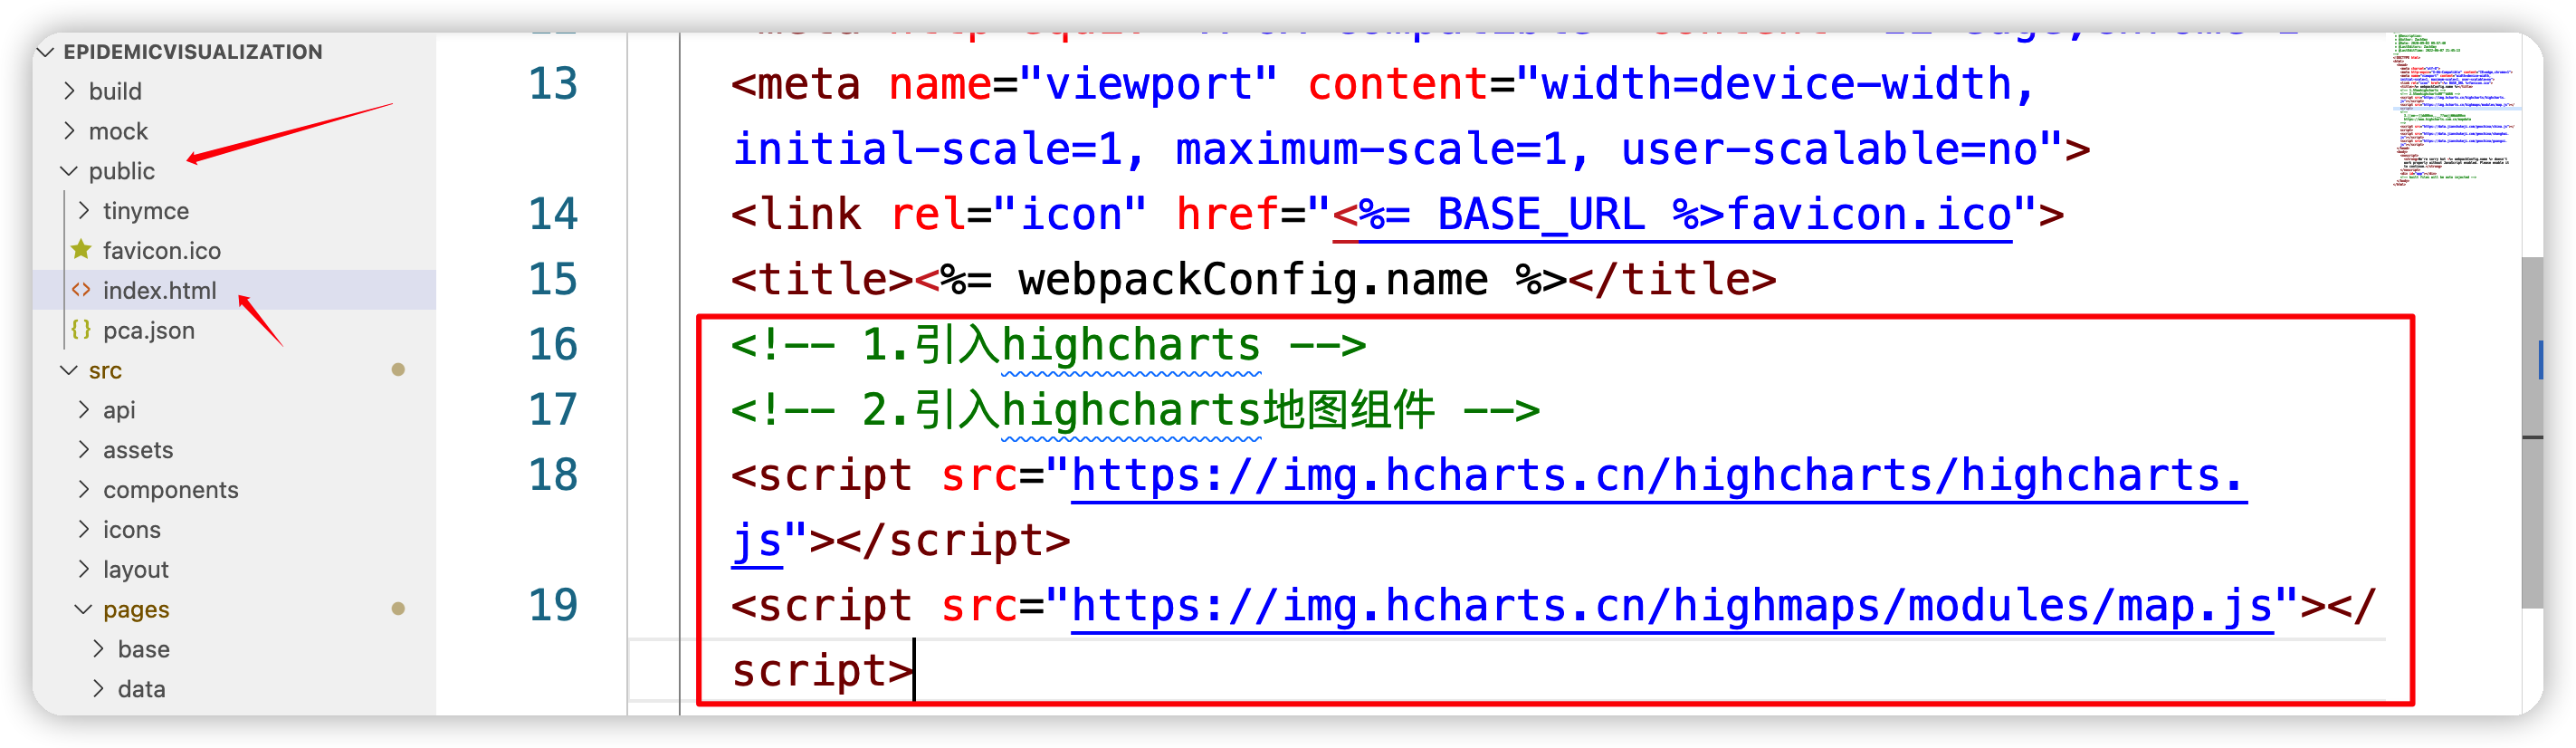 EPIDEMICVISUALIZATION
build
mock
public
tinymce
favicon.ico
index.html
pca.json
src
api
assets
components
icons
layout
pages
base
data
13 <meta name="viewport" content="width=device-width,
initial-scale=1, maximum-scale=1, user-scalable=no">
14 <link rel="icon" href="<%= BASE_URL %>favicon.ico">
15 <title><%= webpackConfig.name %></title>
16 <!-- 1.引入highcharts -->
17 <!-- 2.引入highcharts地图组件 -->
18 <script src="https://img.hcharts.cn/highcharts/highcharts.
js"></script>
19 <script src="https://img.hcharts.cn/highmaps/modules/map.js"></
script>